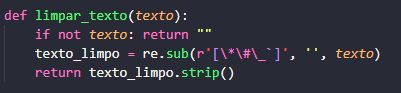 def limpar_texto(texto):
    if not texto: return ""
    texto_limpo = re.sub(r'[\*\#\_`]', '', texto)
    return texto_limpo.strip()